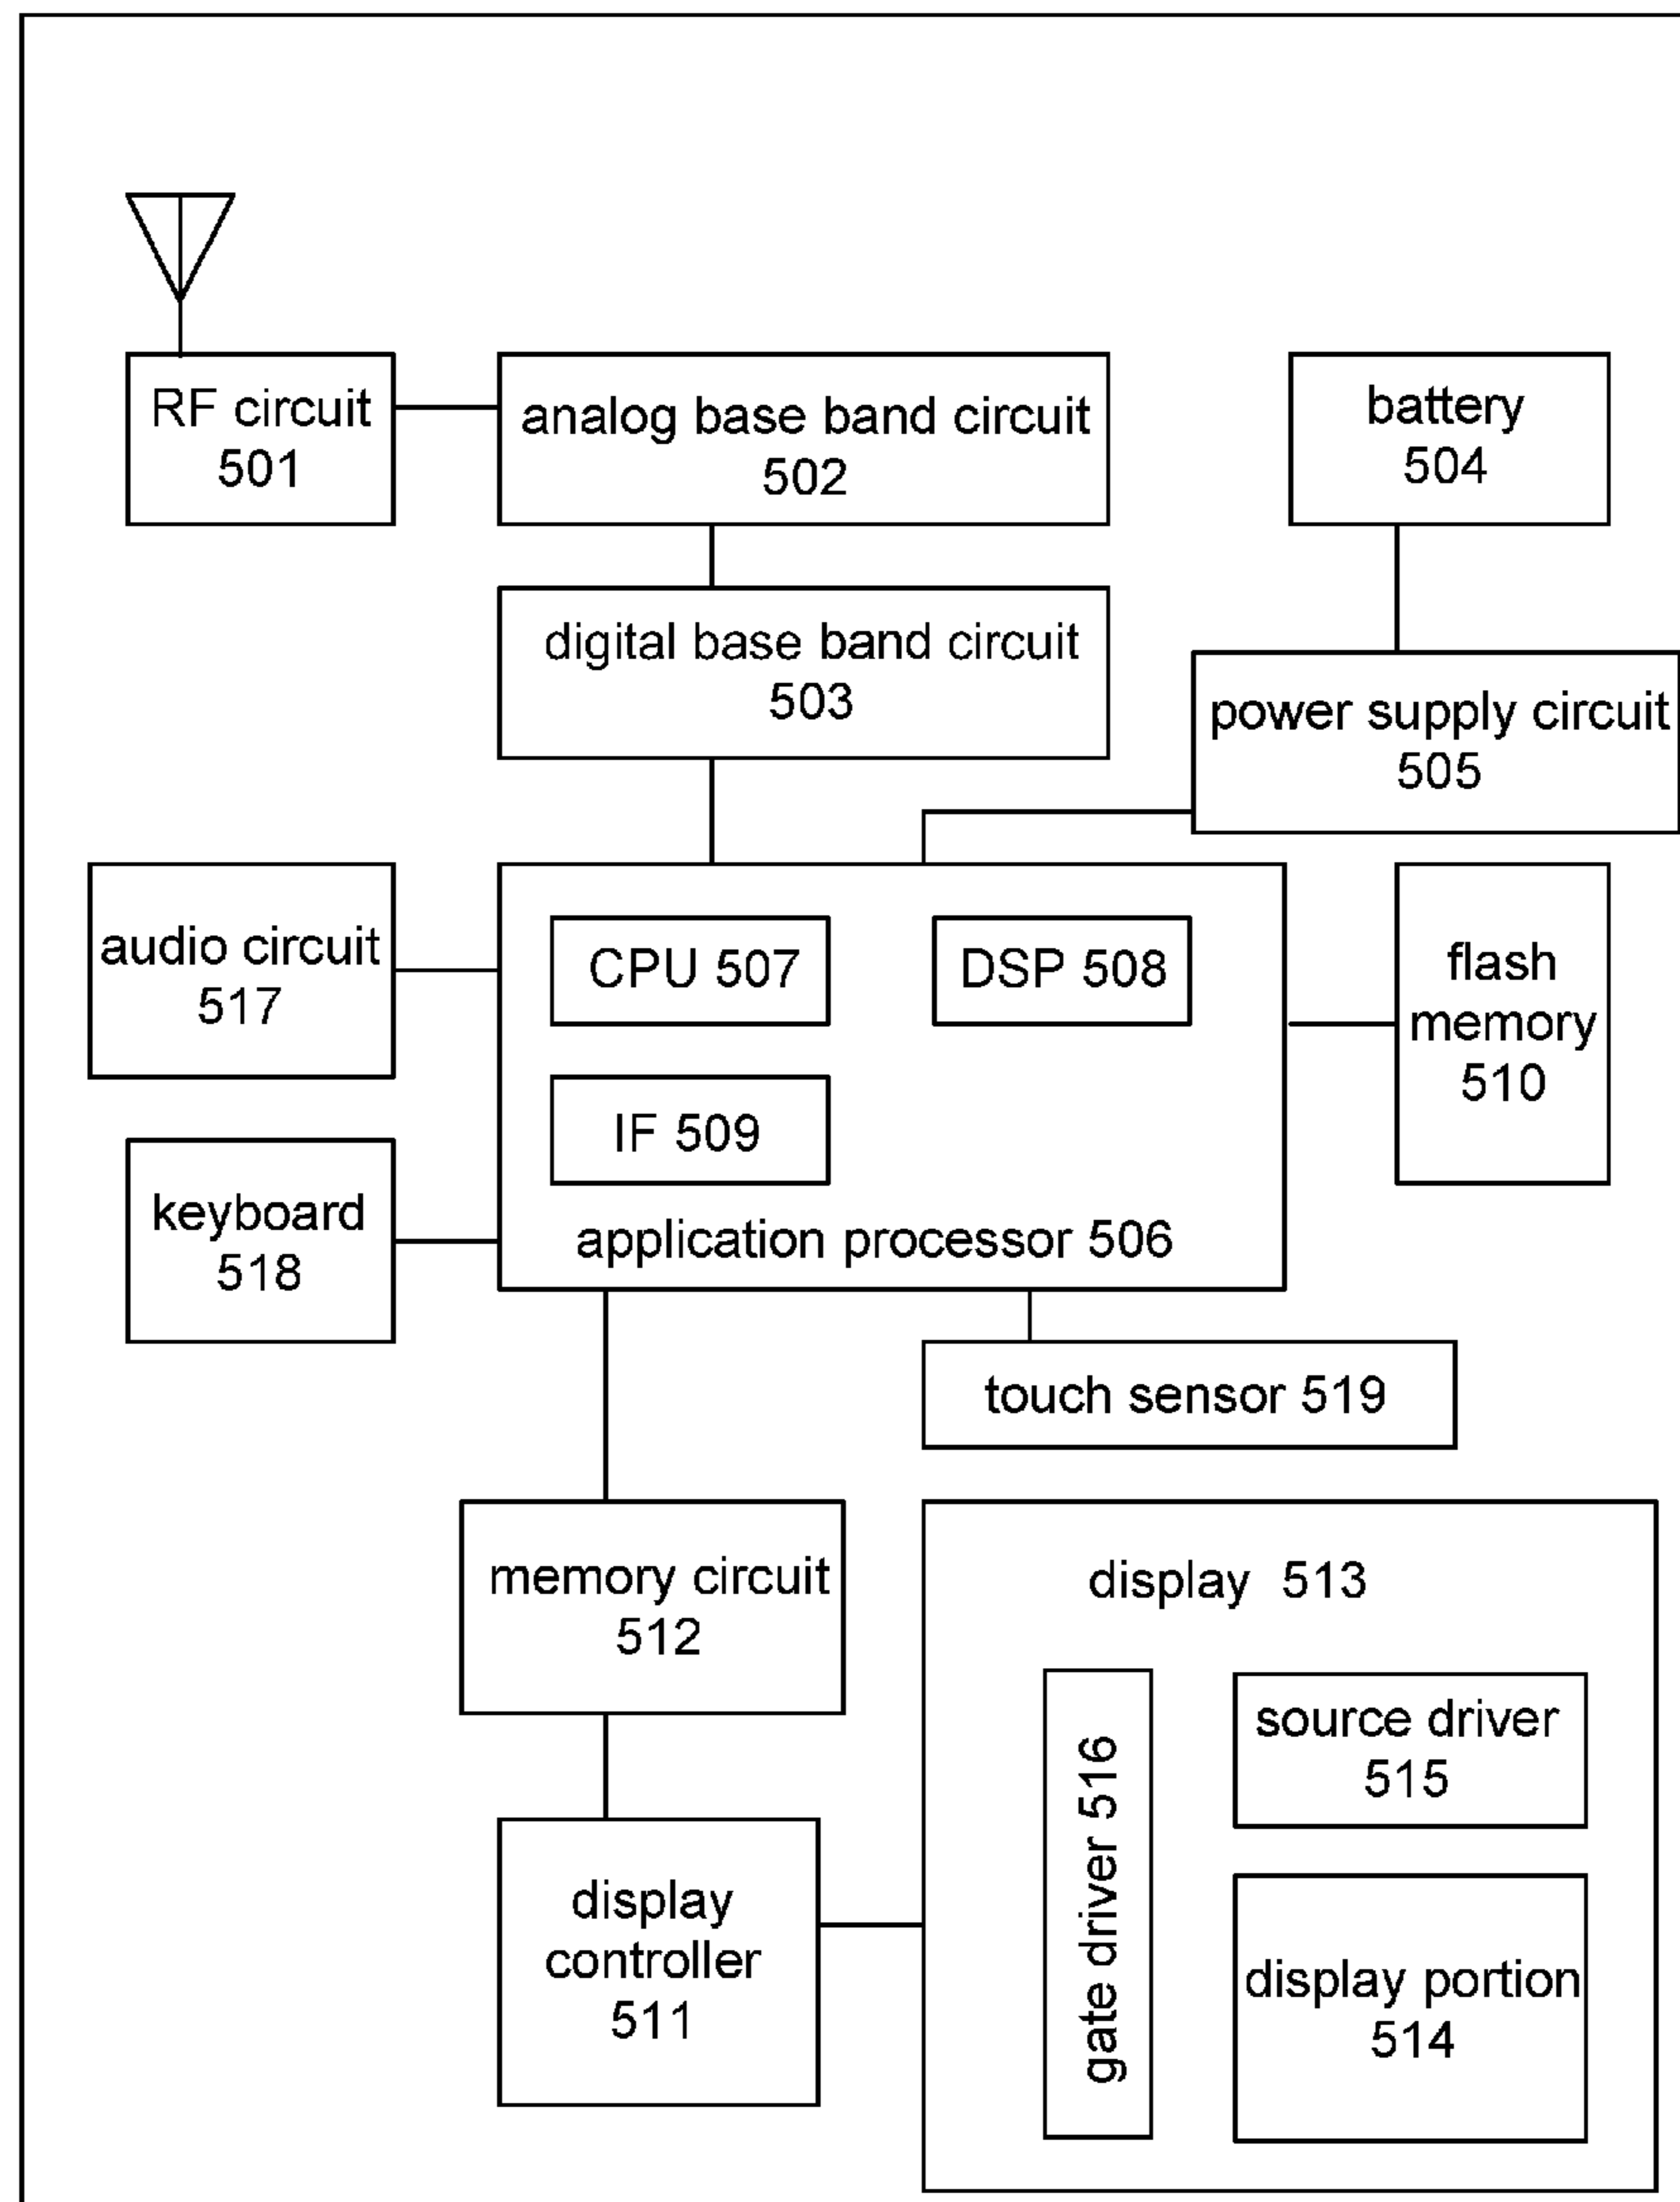 RF circuit
501
analog base band circuit
502
battery
504
digital base band circuit
503
power supply circuit
505
audio circuit
517
CPU 507
DSP 508
flash
memory
510
IF 509
keyboard
518
application processor 506
touch sensor 519
memory circuit
512
display 513
source driver
515
gate driver 516
display
controller
511
display portion
514